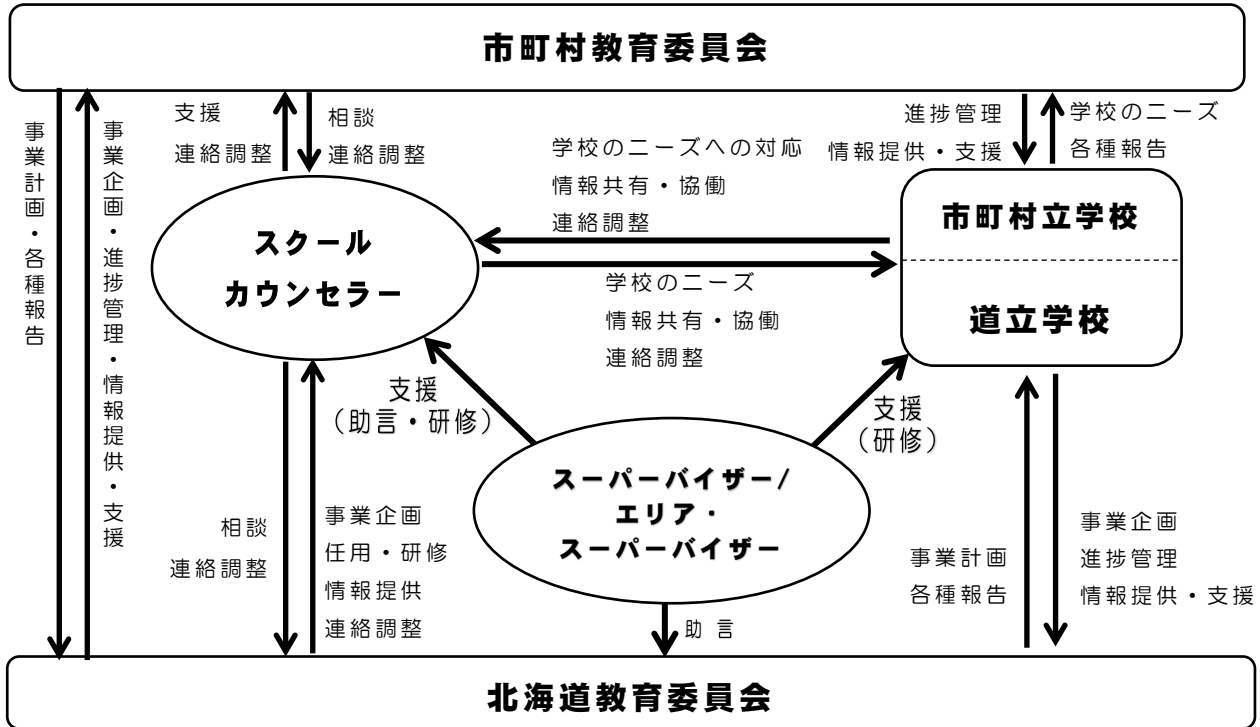 市町村教育委員会
事業計画・各種報告
事業企画・進捗管理・情報提供・支援
支援
連絡調整
相談
連絡調整
学校のニーズへの対応
情報共有・協働
連絡調整
進捗管理
情報提供・支援
学校のニーズ
各種報告
スクール
カウンセラー
市町村立学校
道立学校
学校のニーズ
情報共有・協働
連絡調整
支援
（助言・研修）
支援
（研修）
スーパーバイザー/
エリア・
スーパーバイザー
相談
連絡調整
事業企画
任用・研修
情報提供
連絡調整
助 言
事業計画
各種報告
事業企画
進捗管理
情報提供・支援
北海道教育委員会